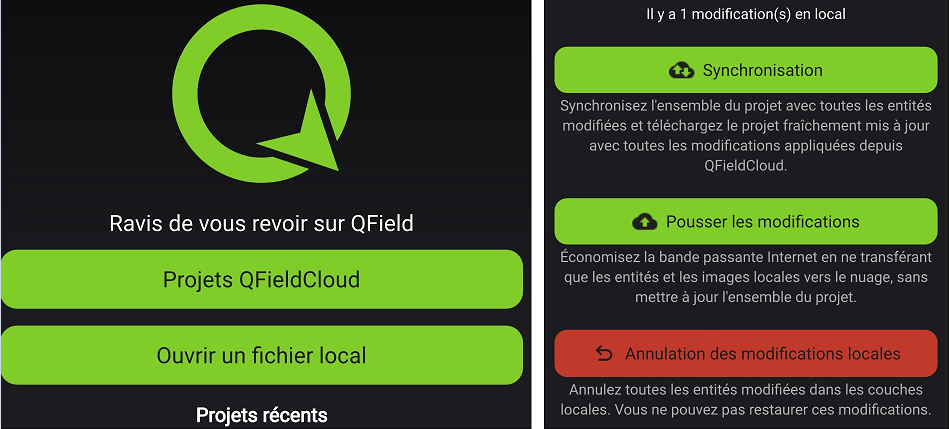 Ravis de vous revoir sur QField
Projets QFieldCloud
Ouvrir un fichier local
Projets récents
Il y a 1 modification(s) en local
Synchronisation
Synchronisez l'ensemble du projet avec toutes les entités
modifiées et téléchargez le projet fraîchement mis à jour
avec toutes les modifications appliquées depuis
QFieldCloud.
Pousser les modifications
Économisez la bande passante Internet en ne transférant
que les entités et les images locales vers le nuage, sans
mettre à jour l'ensemble du projet.
Annulation des modifications locales
Annulez toutes les entités modifiées dans les couches
locales. Vous ne pouvez pas restaurer ces modifications.